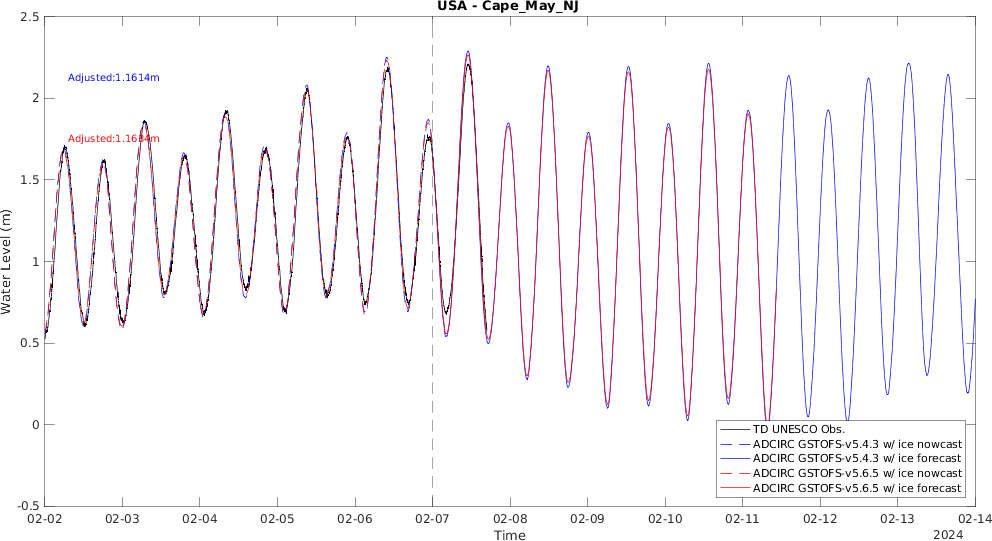 USA - Cape_May_NJ
2.5
2
1.5
1
0.5
0
-0.5
Water Level (m)
Adjusted:1.1614m
Adjusted:1.1684m
TD UNESCO Obs.
ADCIRC GSTOFS-v5.4.3 w/ ice nowcast
ADCIRC GSTOFS-v5.4.3 w/ ice forecast
ADCIRC GSTOFS-v5.6.5 w/ ice nowcast
ADCIRC GSTOFS-v5.6.5 w/ ice forecast
02-02 02-03 02-04 02-05 02-06 02-07 02-08 02-09 02-10 02-11 02-12 02-13 02-14
Time
2024